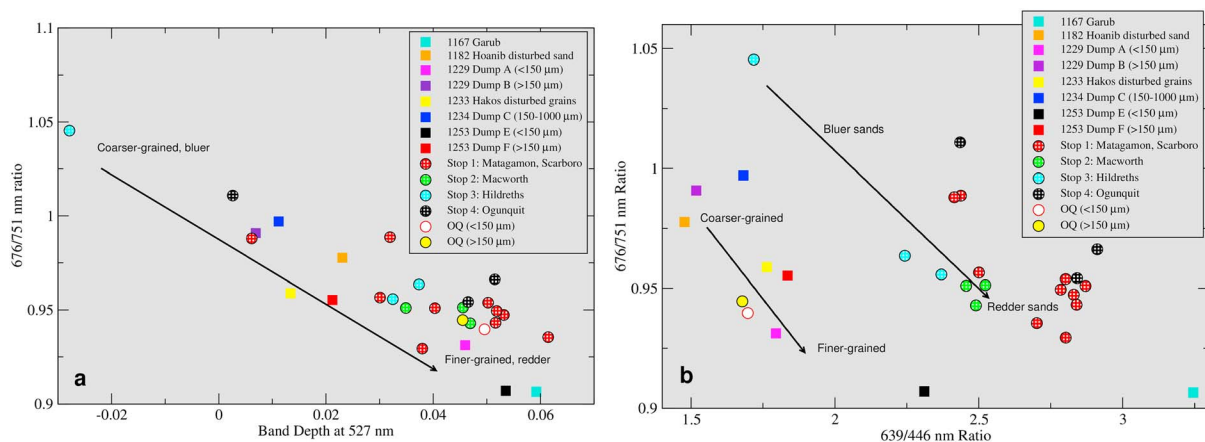 1.1
1.05
1
0.95
0.9
676/751 nm ratio
-0.02
0
0.02
0.04
0.06
Band Depth at 527 nm
Coarser-grained, bluer
Finer-grained, redder
a
1167 Garub
1182 Hoanib disturbed sand
1229 Dump A (<150 μm)
1229 Dump B (>150 μm)
1233 Hakos disturbed grains
1234 Dump C (150-1000 μm)
1253 Dump E (<150 μm)
1253 Dump F (>150 μm)
Stop 1: Matagamon, Scarboro
Stop 2: Macworth
Stop 3: Hildreths
Stop 4: Ogunquit
OQ (<150 μm)
OQ (>150 μm)
1.05
1
0.95
0.9
676/751 nm Ratio
1.5
2
2.5
3
639/446 nm Ratio
Bluer sands
Coarser-grained
Redder sands
Finer-grained
b
1167 Garub
1182 Hoanib disturbed sand
1229 Dump A (<150 μm)
1229 Dump B (>150 μm)
1233 Hakos disturbed grains
1234 Dump C (150-1000 μm)
1253 Dump E (<150 μm)
1253 Dump F (>150 μm)
Stop 1: Matagamon, Scarboro
Stop 2: Macworth
Stop 3: Hildreths
Stop 4: Ogunquit
OQ (<150 μm)
OQ (>150 μm)